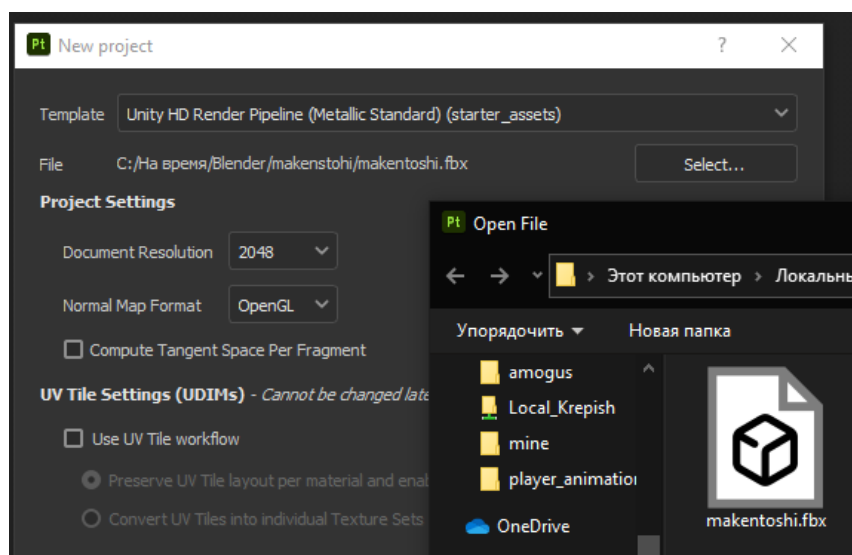 Pt New project ?
Template Unity HD Render Pipeline (Metallic Standard) (starter_assets)
File C:/На время/Blender/makenstohi/makentoshi.fbx Select...
Project Settings
Document Resolution 2048
Normal Map Format OpenGL
Compute Tangent Space Per Fragment
UV Tile Settings (UDIMs) - Cannot be changed late
Use UV Tile workflow
Preserve UV Tile layout per material and enal
Convert UV Tiles into individual Texture Sets
Pt Open File
Этот компьютер › Локальны
Упорядочить Новая папка
amogus
Local_Krepish
mine
player_animatio
OneDrive
makentoshi.fbx